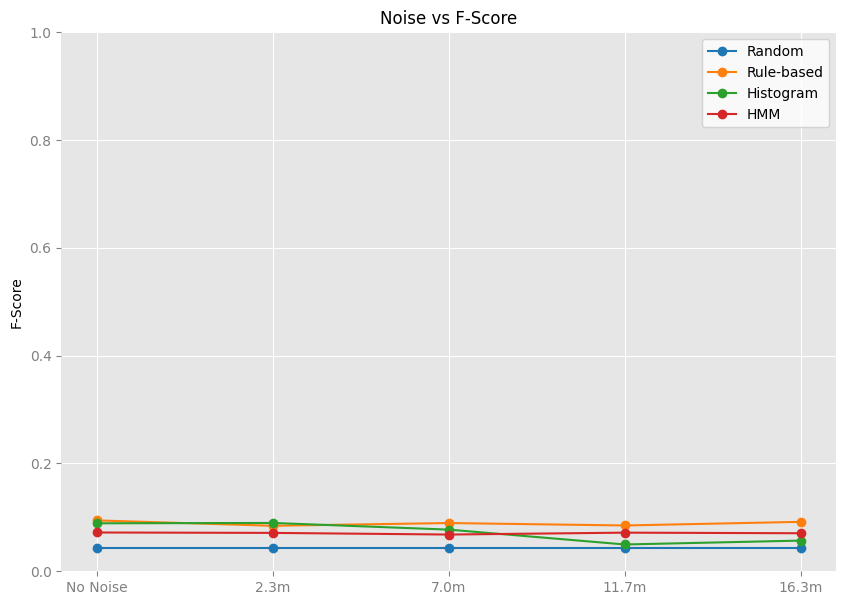 Noise vs F-Score
1.0
0.8
0.6
0.4
0.2
0.0
F-Score
Random
Rule-based
Histogram
HMM
No Noise 2.3m 7.0m 11.7m 16.3m